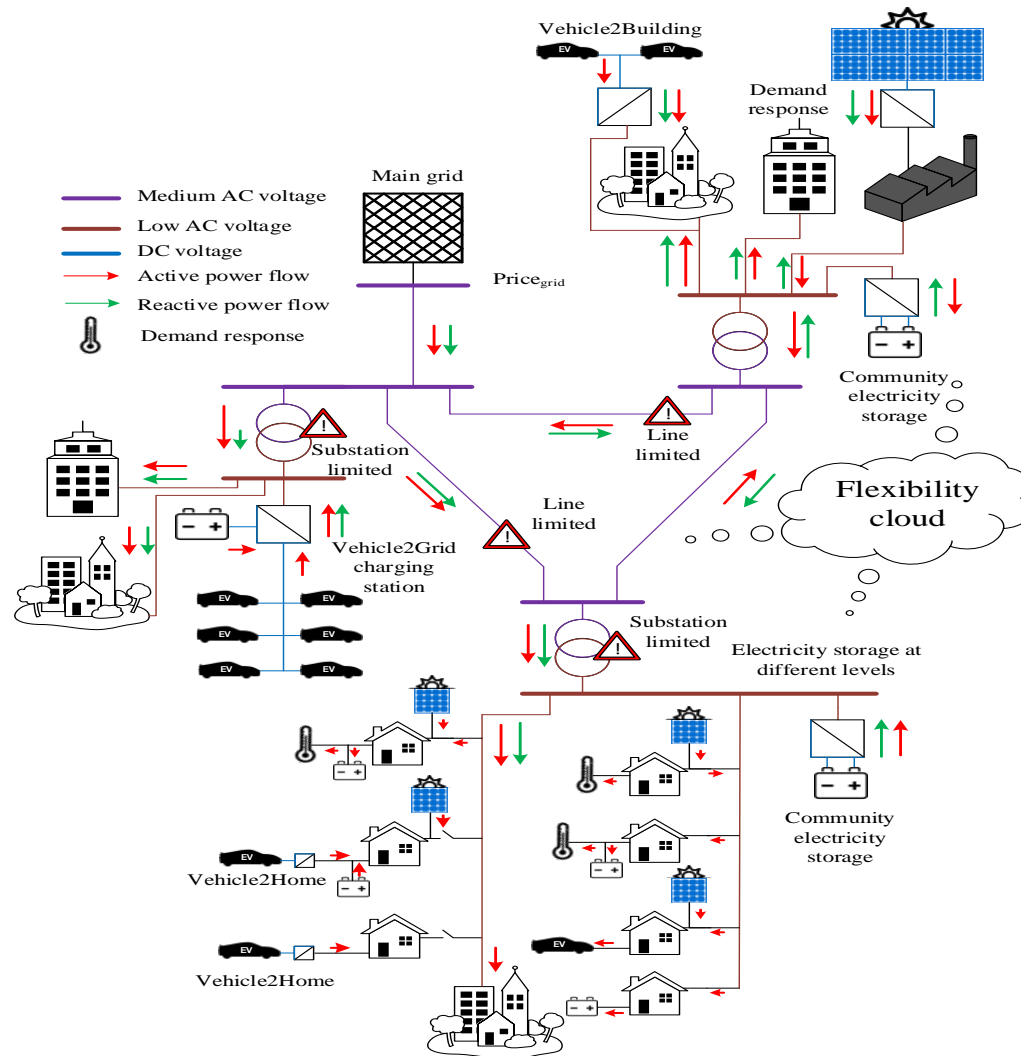 Vehicle2Building
EV
EV
Demand
response
Main grid
Medium AC voltage
Low AC voltage
DC voltage
Active power flow
Reactive power flow
Demand response
Price_grid
Community
electricity
storage
!
Substation
limited
!
Line
limited
Flexibility
cloud
!
Line
limited
- +
Vehicle2Grid
charging
station
EV
EV
EV
EV
EV
EV
!
Substation
limited
Electricity storage at
different levels
- +
- +
- +
Community
electricity
storage
EV
Vehicle2Home
- +
- +
EV
Vehicle2Home
EV
- +